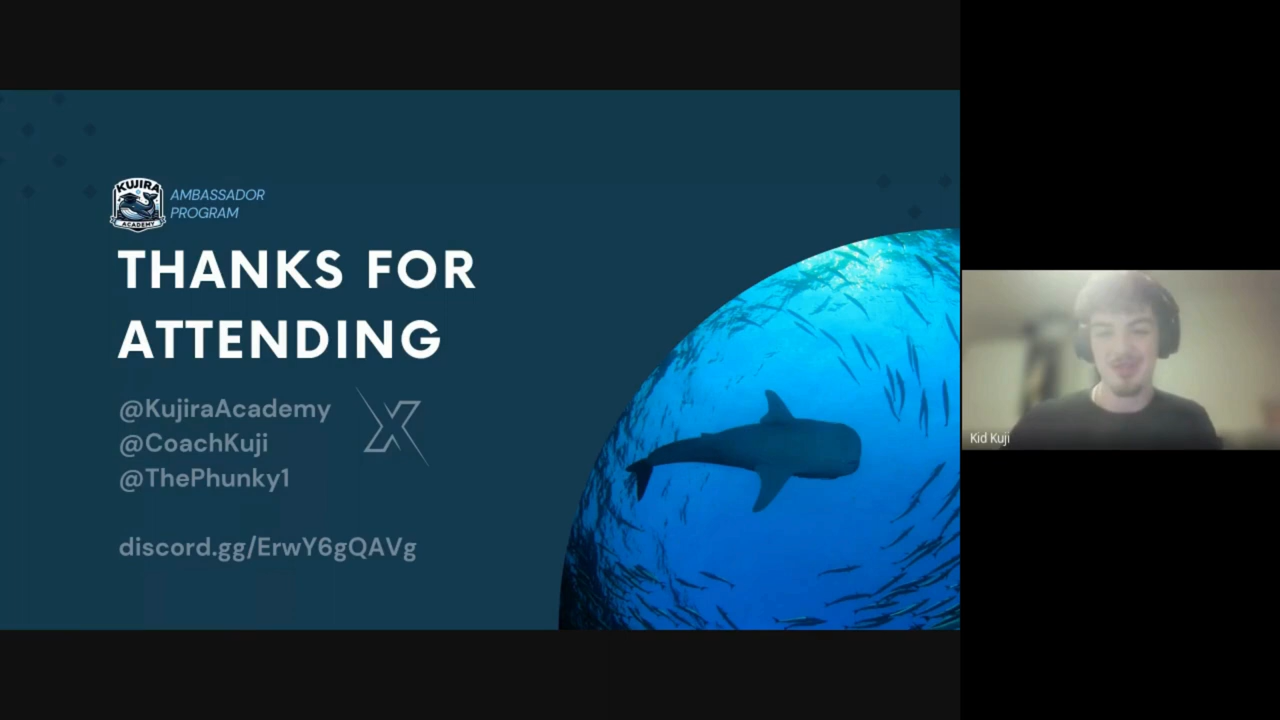 KUJIRA
ACADEMY
AMBASSADOR
PROGRAM
THANKS FOR
ATTENDING
@KujiraAcademy
@CoachKuji
@ThePhunky1
discord.gg/ErwY6gQAVg
Kid Kuji